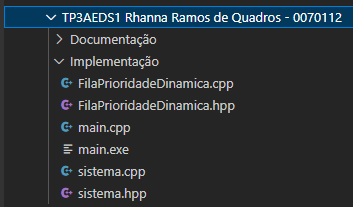 TP3AEDS1 Rhanna Ramos de Quadros - 0070112
Documentação
Implementação
FilaPrioridadeDinamica.cpp
FilaPrioridadeDinamica.hpp
main.cpp
main.exe
sistema.cpp
sistema.hpp